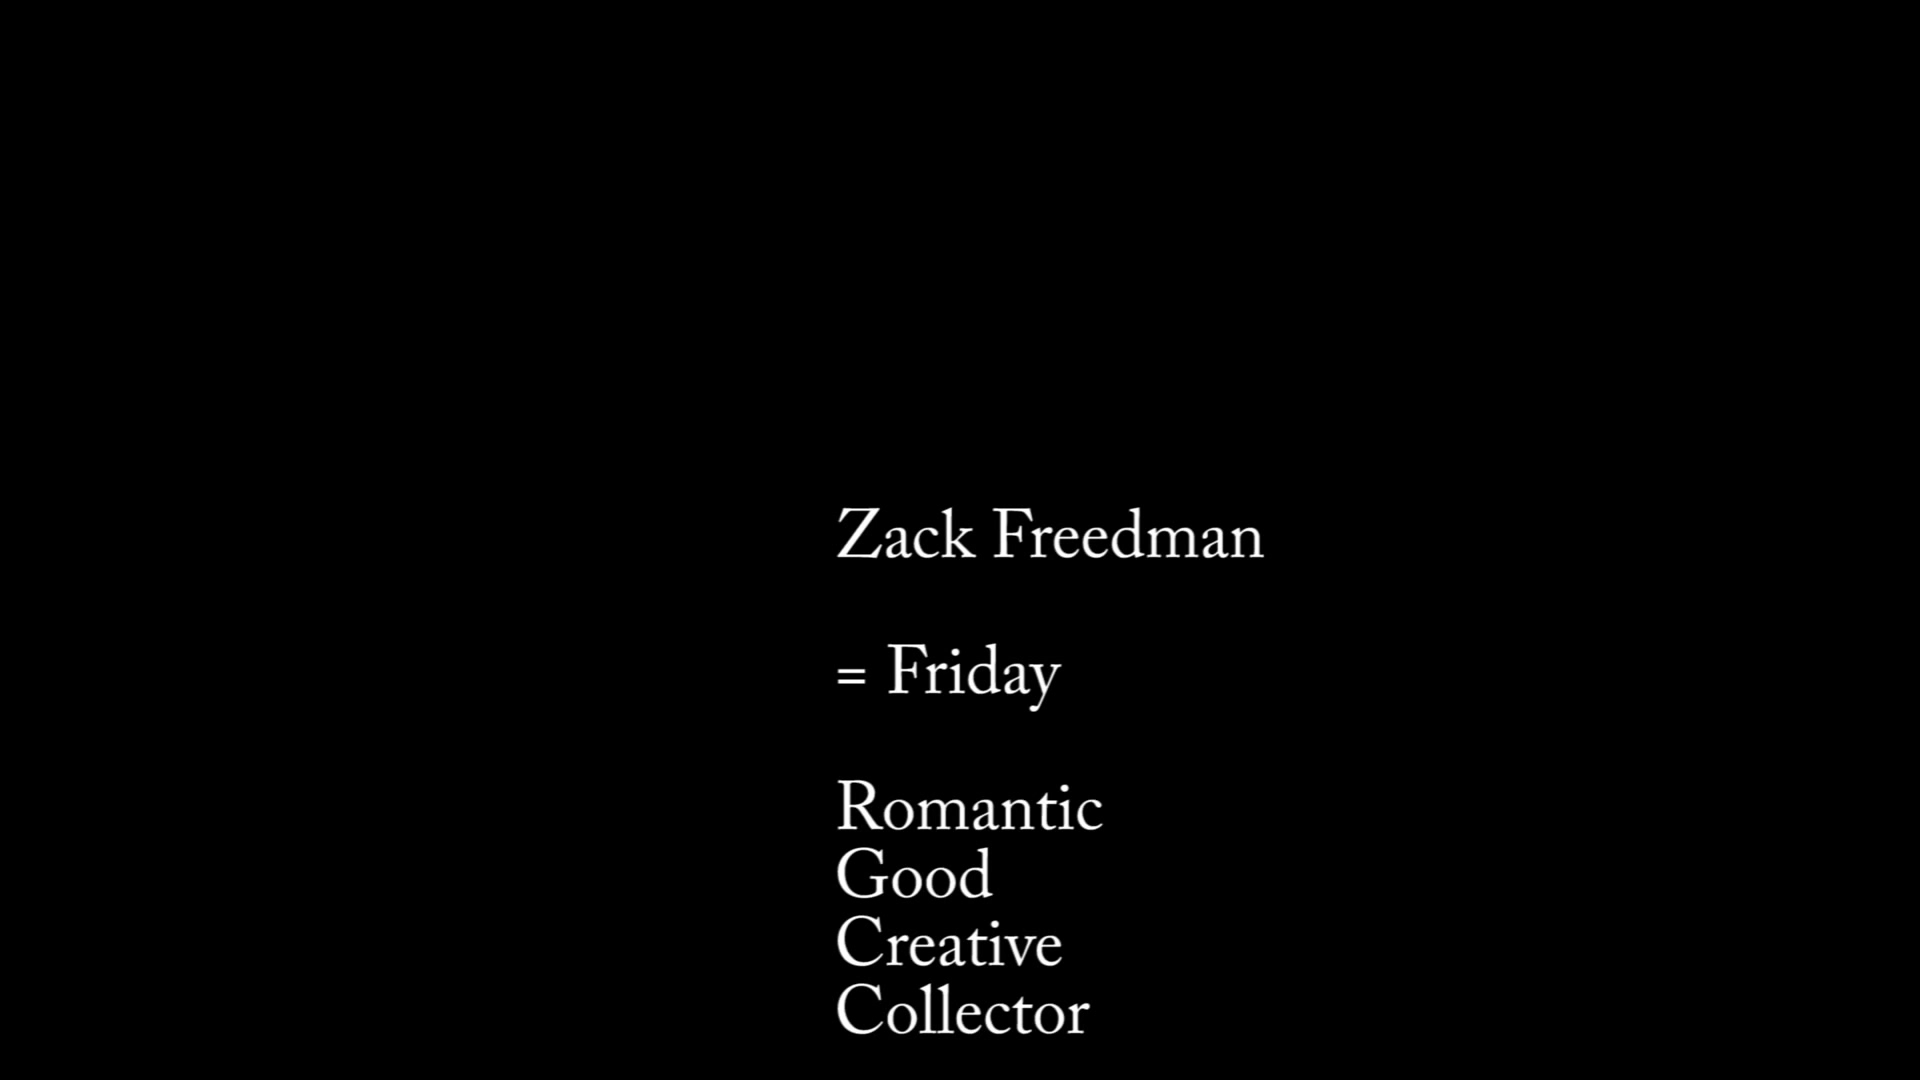 Zack Freedman
= Friday
Romantic
Good
Creative
Collector